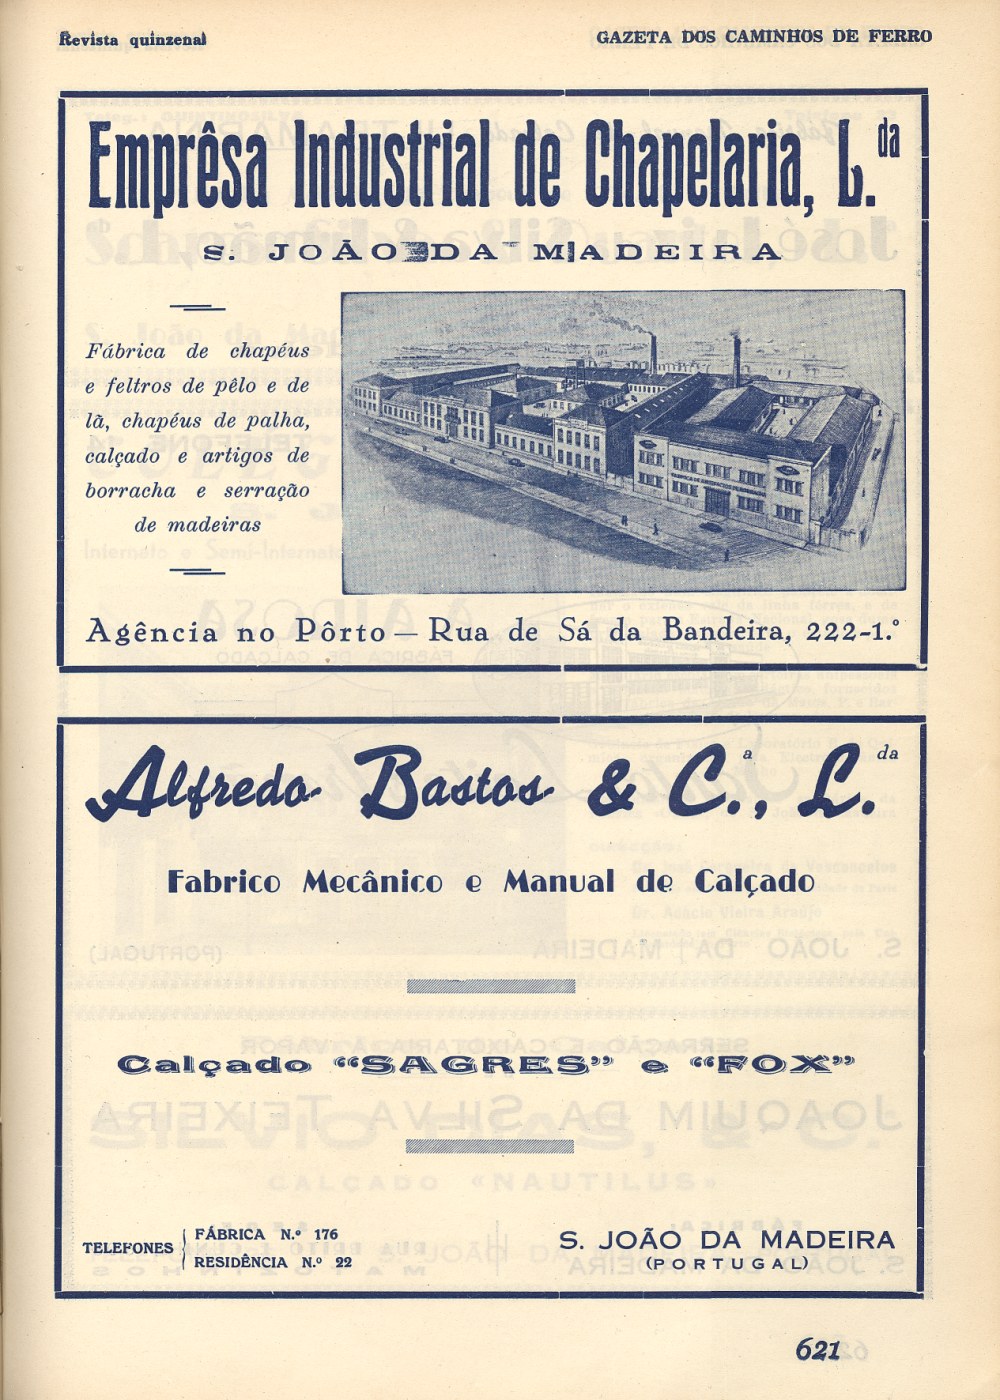 Revista quinzenal
GAZETA DOS CAMINHOS DE FERRO
Emprêsa Industrial de Chapelaria, L.da
S. JOÃO DA MADEIRA
Fábrica de chapéus
e feltros de pêlo e de
lã, chapéus de palha,
calçado e artigos de
borracha e serração
de madeiras
Agência no Pôrto — Rua de Sá da Bandeira, 222-1.º
Alfredo Bastos & C.a, L.da
Fabrico Mecânico e Manual de Calçado
Calçado “SAGRES” e “FOX”
TELEFONES
FÁBRICA N.º 176
RESIDÊNCIA N.º 22
S. JOÃO DA MADEIRA
(PORTUGAL)
621